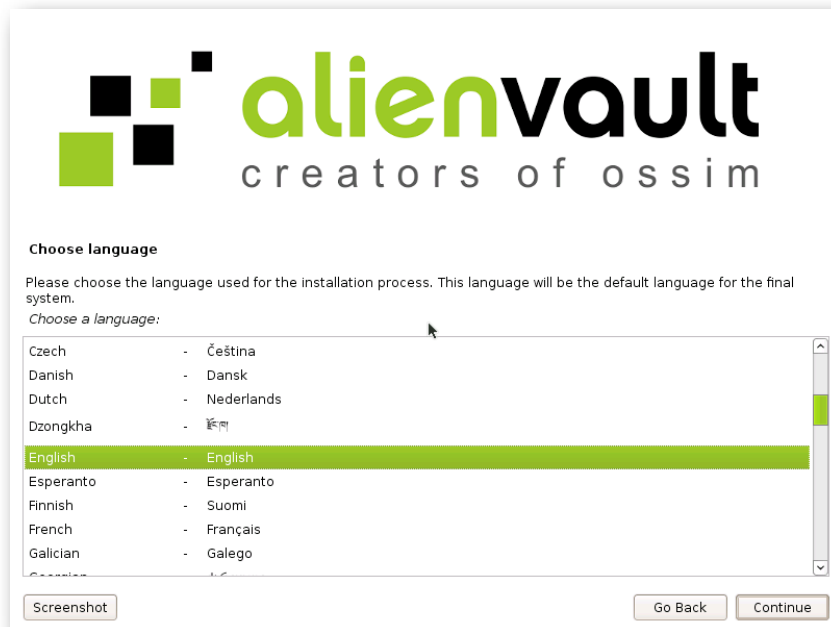 alienvault
creators of ossim
Choose language
Please choose the language used for the installation process. This language will be the default language for the final
system.
Choose a language:
Czech - Čeština
Danish - Dansk
Dutch - Nederlands
Dzongkha - རྫོང་ཁ།
English - English
Esperanto - Esperanto
Finnish - Suomi
French - Français
Galician - Galego
Screenshot
Go Back Continue